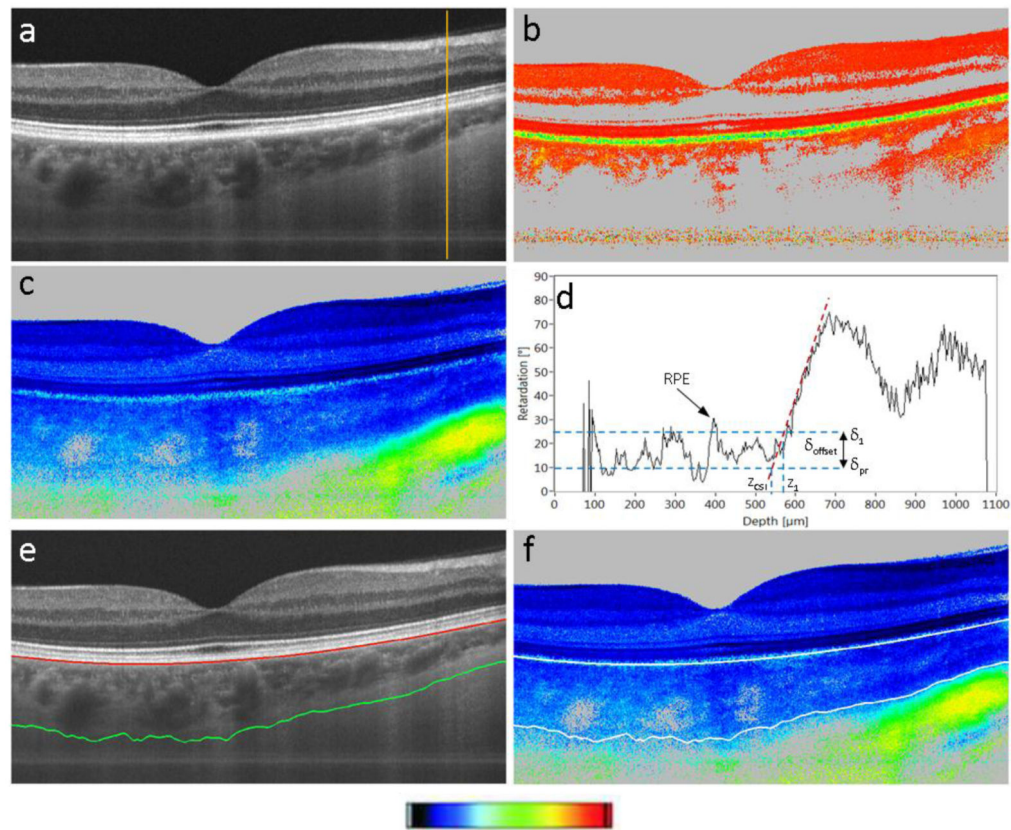 a
b
c
d
90
80
70
60
50
40
30
20
10
0
Retardation [°]
RPE
δoffset
δ1
δpr
ZCSI
Z1
0 100 200 300 400 500 600 700 800 900 1000 1100
Depth [µm]
e
f